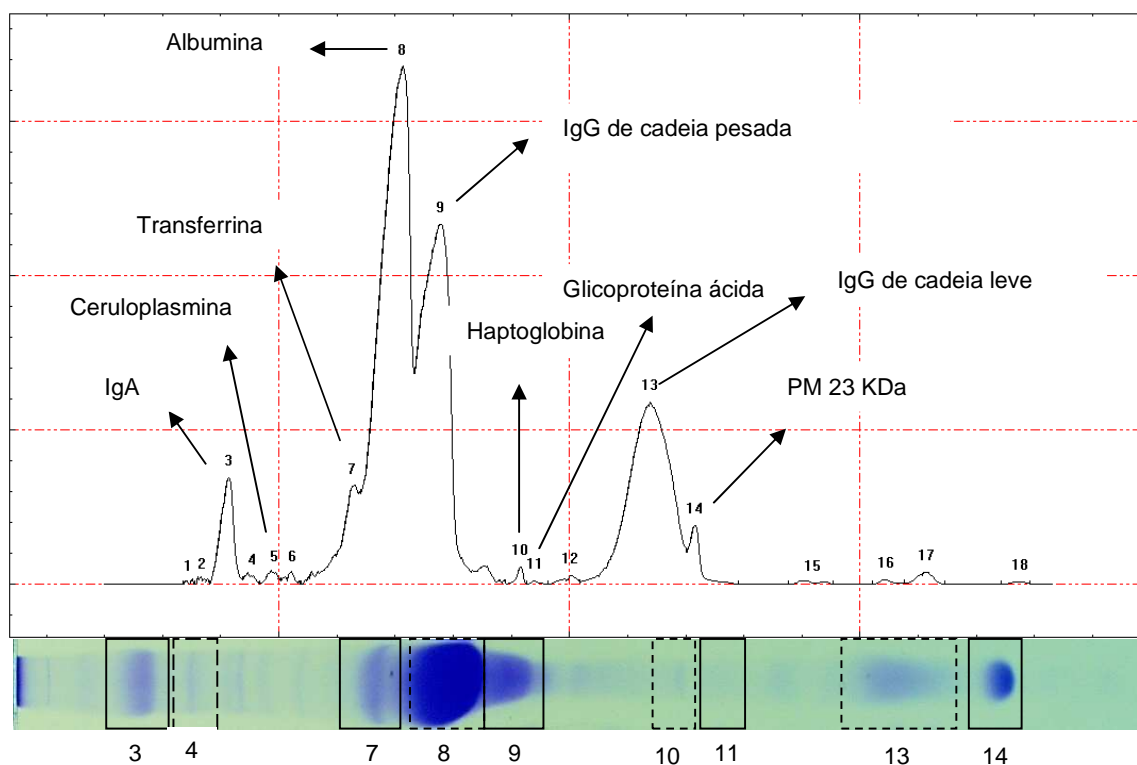 Albumina
8
IgG de cadeia pesada
9
Transferrina
Ceruloplasmina
Glicoproteína ácida
IgG de cadeia leve
Haptoglobina
IgA
PM 23 KDa
13
3
7
14
1 2
4
5
6
10
11
12
15
16
17
18
3 4 7 8 9 10 11 13 14